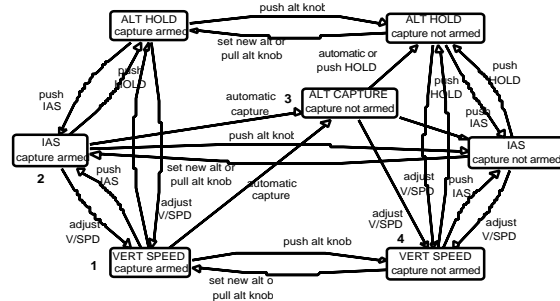 ALT HOLD
capture armed
push alt knob
set new alt or
pull alt knob
ALT HOLD
capture not armed
automatic or
push HOLD
push
HOLD
push
IAS
automatic
capture
3
ALT CAPTURE
capture not armed
push
HOLD
push
HOLD
push
IAS
IAS
capture armed
2
push alt knob
set new alt or
pull alt knob
IAS
capture not armed
push
IAS
automatic
capture
adjust
V/SPD
adjust
V/SPD
adjust
V/SPD
adjust
V/SPD
push
IAS
adjust
V/SPD
4
1
VERT SPEED
capture armed
push alt knob
set new alt o
pull alt knob
VERT SPEED
capture not armed